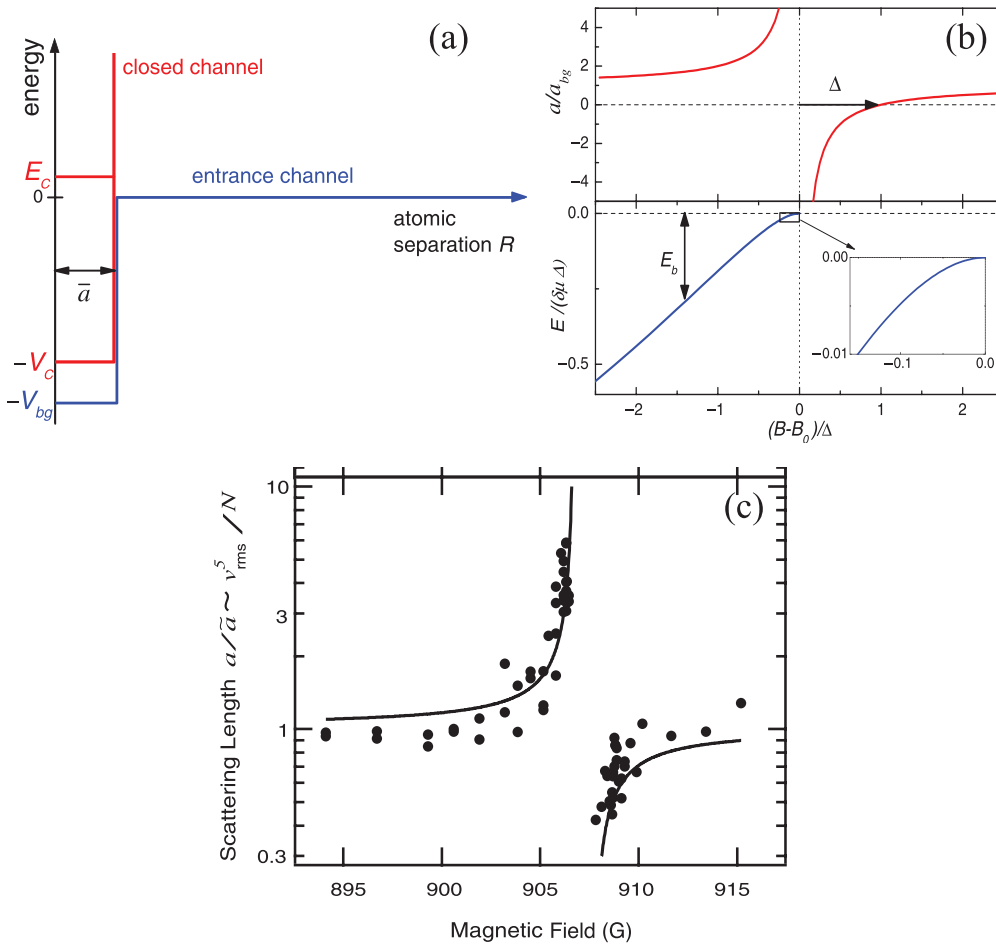 (a)
energy
closed channel
E_c
0
entrance channel
atomic
separation R
ā
−V_c
−V_bg
(b)
a/a_bg
4
2
0
−2
−4
Δ
E/(δμ Δ)
0.0
−0.5
E_b
0.00
−0.01
−0.1
0.0
−2
−1
0
1
2
(B-B_0)/Δ
(c)
Scattering Length a/ã ~ v^5_rms /N
10
3
1
0.3
895
900
905
910
915
Magnetic Field (G)